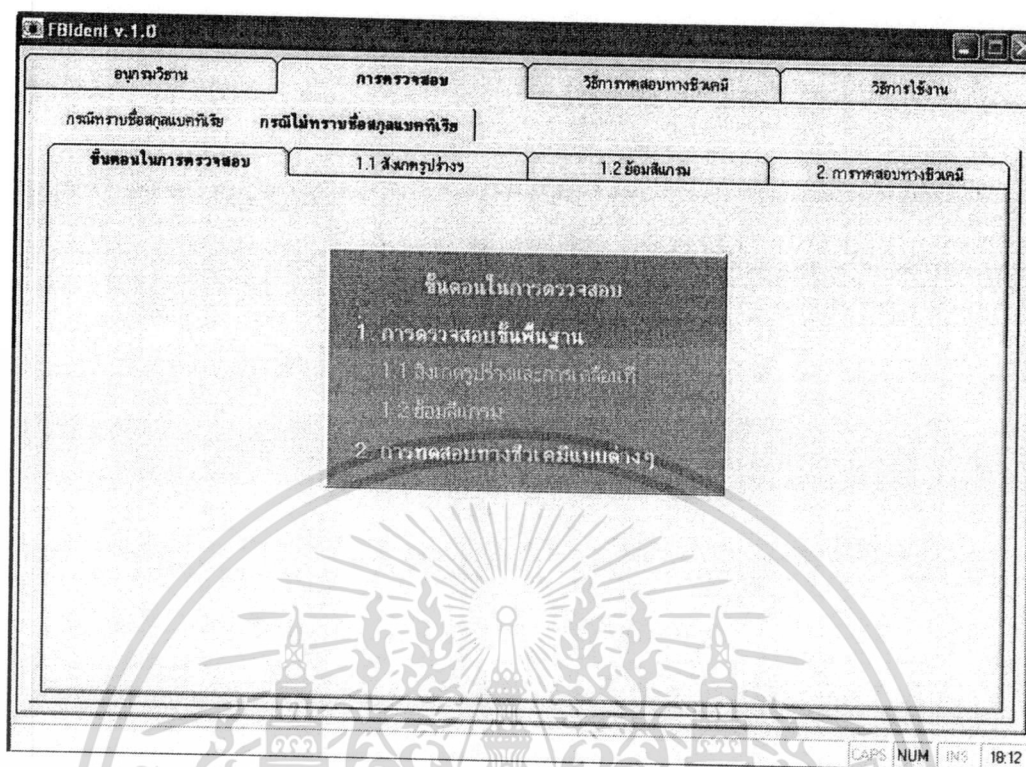 FBIdent v.1.0
อนุกรมวิธาน การตรวจสอบ วิธีการทดสอบทางชีวเคมี วิธีการใช้งาน
กรณีทราบชื่อสกุลแบคทีเรีย กรณีไม่ทราบชื่อสกุลแบคทีเรีย
ขั้นตอนในการตรวจสอบ 1.1 สังเกตรูปร่างฯ 1.2 ย้อมสีแกรม 2. การทดสอบทางชีวเคมี
ขั้นตอนในการตรวจสอบ
1. การตรวจสอบขั้นพื้นฐาน
1.1 สังเกตรูปร่างและการเคลื่อนที่
1.2 ย้อมสีแกรม
2. การทดสอบทางชีวเคมีแบบต่างๆ
CAPS NUM INS 18:12